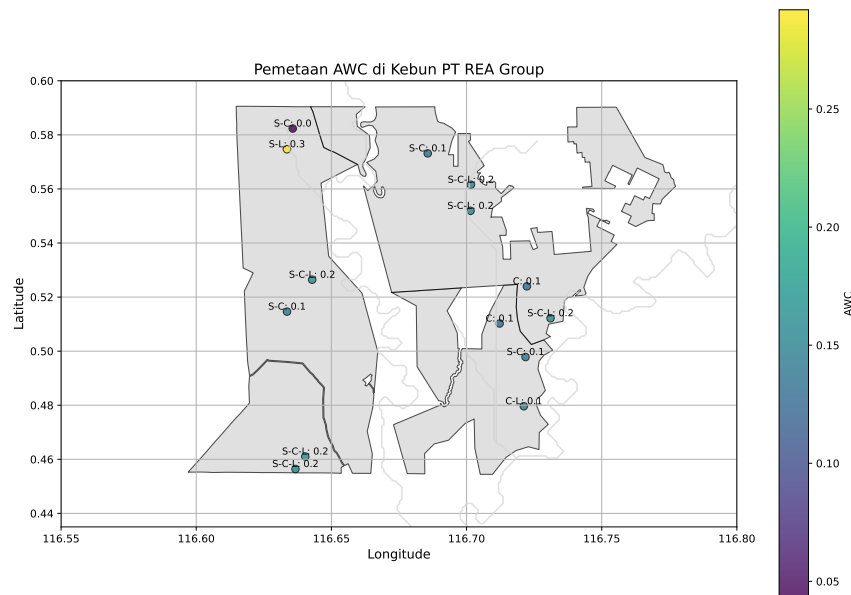 Pemetaan AWC di Kebun PT REA Group
0.60
0.58
0.56
0.54
0.52
0.50
0.48
0.46
0.44
Latitude
S-C: 0.0
S-L: 0.3
S-C: 0.1
S-C-L: 0.2
S-C-L: 0.2
S-C-L: 0.2
C: 0.1
S-C: 0.1
C: 0.1
S-C-L: 0.2
S-C: 0.1
C-L: 0.1
S-C-L: 0.2
S-C-L: 0.2
116.55
116.60
116.65
116.70
116.75
116.80
Longitude
0.25
0.20
0.15
0.10
0.05
AWC